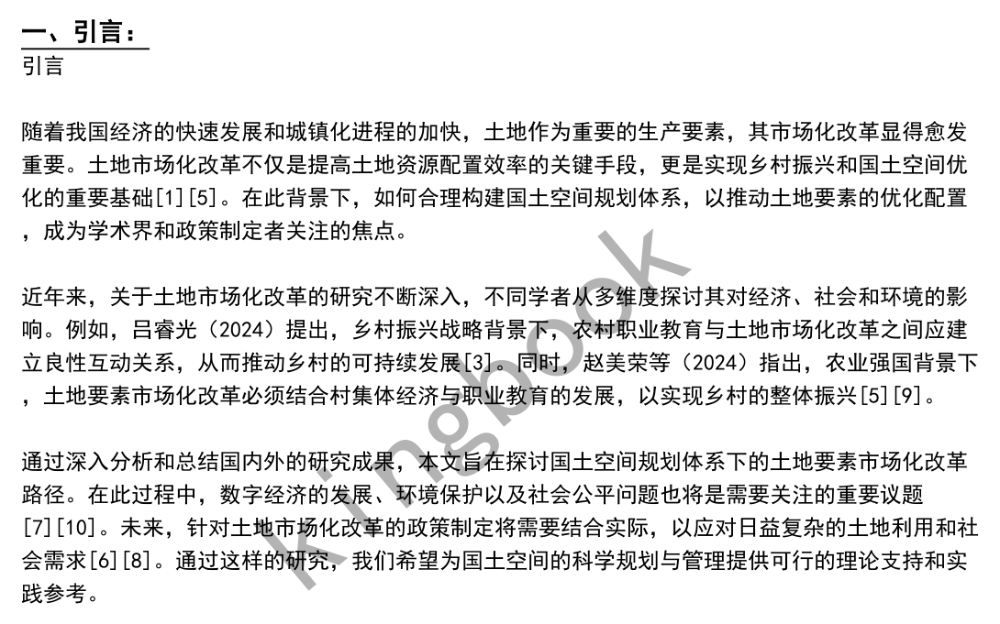 一、引言：
引言
随着我国经济的快速发展和城镇化进程的加快，土地作为重要的生产要素，其市场化改革显得愈发
重要。土地市场化改革不仅是提高土地资源配置效率的关键手段，更是实现乡村振兴和国土空间优
化的重要基础[1][5]。在此背景下，如何合理构建国土空间规划体系，以推动土地要素的优化配置
，成为学术界和政策制定者关注的焦点。
近年来，关于土地市场化改革的研究不断深入，不同学者从多维度探讨其对经济、社会和环境的影
响。例如，吕睿光（2024）提出，乡村振兴战略背景下，农村职业教育与土地市场化改革之间应建
立良性互动关系，从而推动乡村的可持续发展[3]。同时，赵美荣等（2024）指出，农业强国背景下
，土地要素市场化改革必须结合村集体经济与职业教育的发展，以实现乡村的整体振兴[5][9]。
通过深入分析和总结国内外的研究成果，本文旨在探讨国土空间规划体系下的土地要素市场化改革
路径。在此过程中，数字经济的发展、环境保护以及社会公平问题也将是需要关注的重要议题
[7][10]。未来，针对土地市场化改革的政策制定将需要结合实际，以应对日益复杂的土地利用和社
会需求[6][8]。通过这样的研究，我们希望为国土空间的科学规划与管理提供可行的理论支持和实
践参考。
kingbook